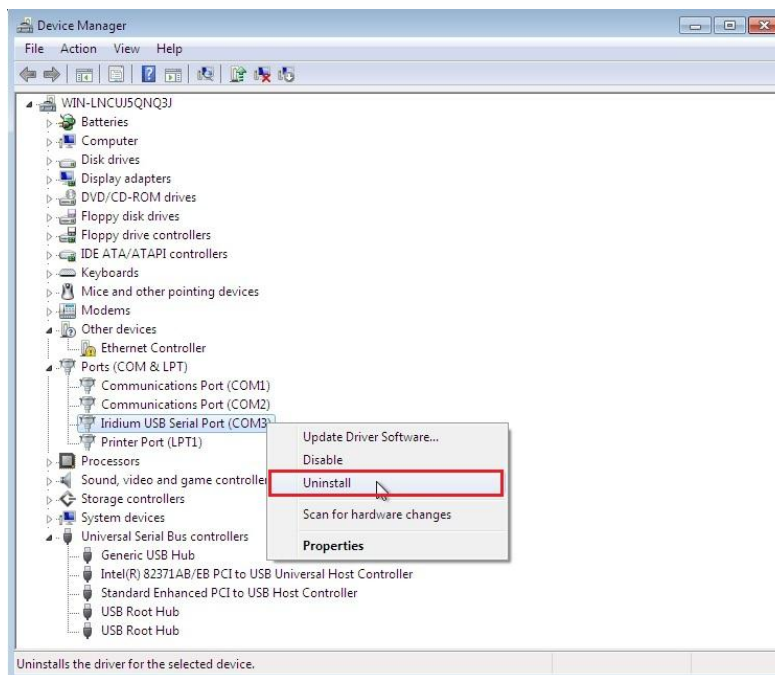 Device Manager
File Action View Help
WIN-LNCUJ5QNQ3J
Batteries
Computer
Disk drives
Display adapters
DVD/CD-ROM drives
Floppy disk drives
Floppy drive controllers
IDE ATA/ATAPI controllers
Keyboards
Mice and other pointing devices
Modems
Other devices
Ethernet Controller
Ports (COM & LPT)
Communications Port (COM1)
Communications Port (COM2)
Iridium USB Serial Port (COM3)
Printer Port (LPT1)
Processors
Sound, video and game controller
Storage controllers
System devices
Universal Serial Bus controllers
Generic USB Hub
Intel(R) 82371AB/EB PCI to USB Universal Host Controller
Standard Enhanced PCI to USB Host Controller
USB Root Hub
USB Root Hub
Update Driver Software...
Disable
Uninstall
Scan for hardware changes
Properties
Uninstalls the driver for the selected device.